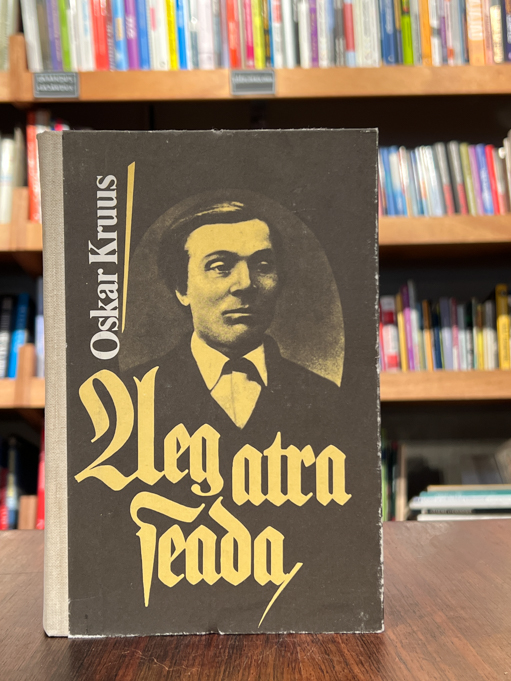 Oskar Kruus
Aeg atra
seada